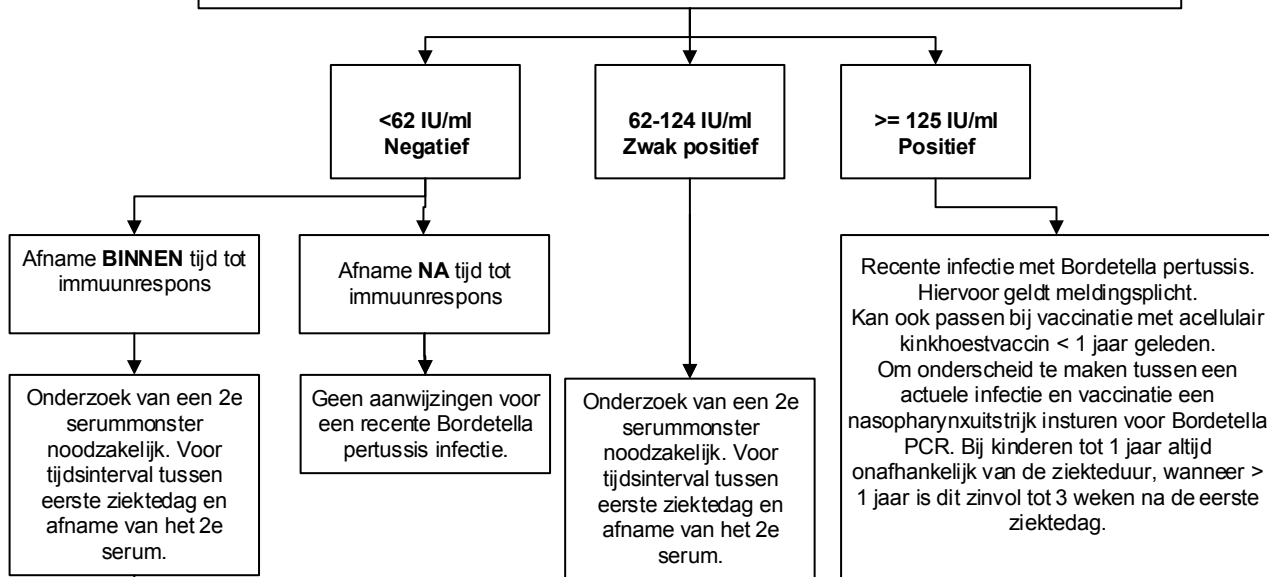 <62 IU/ml
Negatief
62-124 IU/ml
Zwak positief
>= 125 IU/ml
Positief
Afname BINNEN tijd tot
immuunrespons
Afname NA tijd tot
immuunrespons
Recente infectie met Bordetella pertussis.
Hiervoor geldt meldingsplicht.
Kan ook passen bij vaccinatie met acellulair
kinkhoestvaccin < 1 jaar geleden.
Om onderscheid te maken tussen een
actuele infectie en vaccinatie een
nasopharynxuitstrijk insturen voor Bordetella
PCR. Bij kinderen tot 1 jaar altijd
onafhankelijk van de ziekteduur, wanneer >
1 jaar is dit zinvol tot 3 weken na de eerste
ziektedag.
Onderzoek van een 2e
serummonster
noodzakelijk. Voor
tijdsinterval tussen
eerste ziektedag en
afname van het 2e
serum.
Geen aanwijzingen voor
een recente Bordetella
pertussis infectie.
Onderzoek van een 2e
serummonster
noodzakelijk. Voor
tijdsinterval tussen
eerste ziektedag en
afname van het 2e
serum.